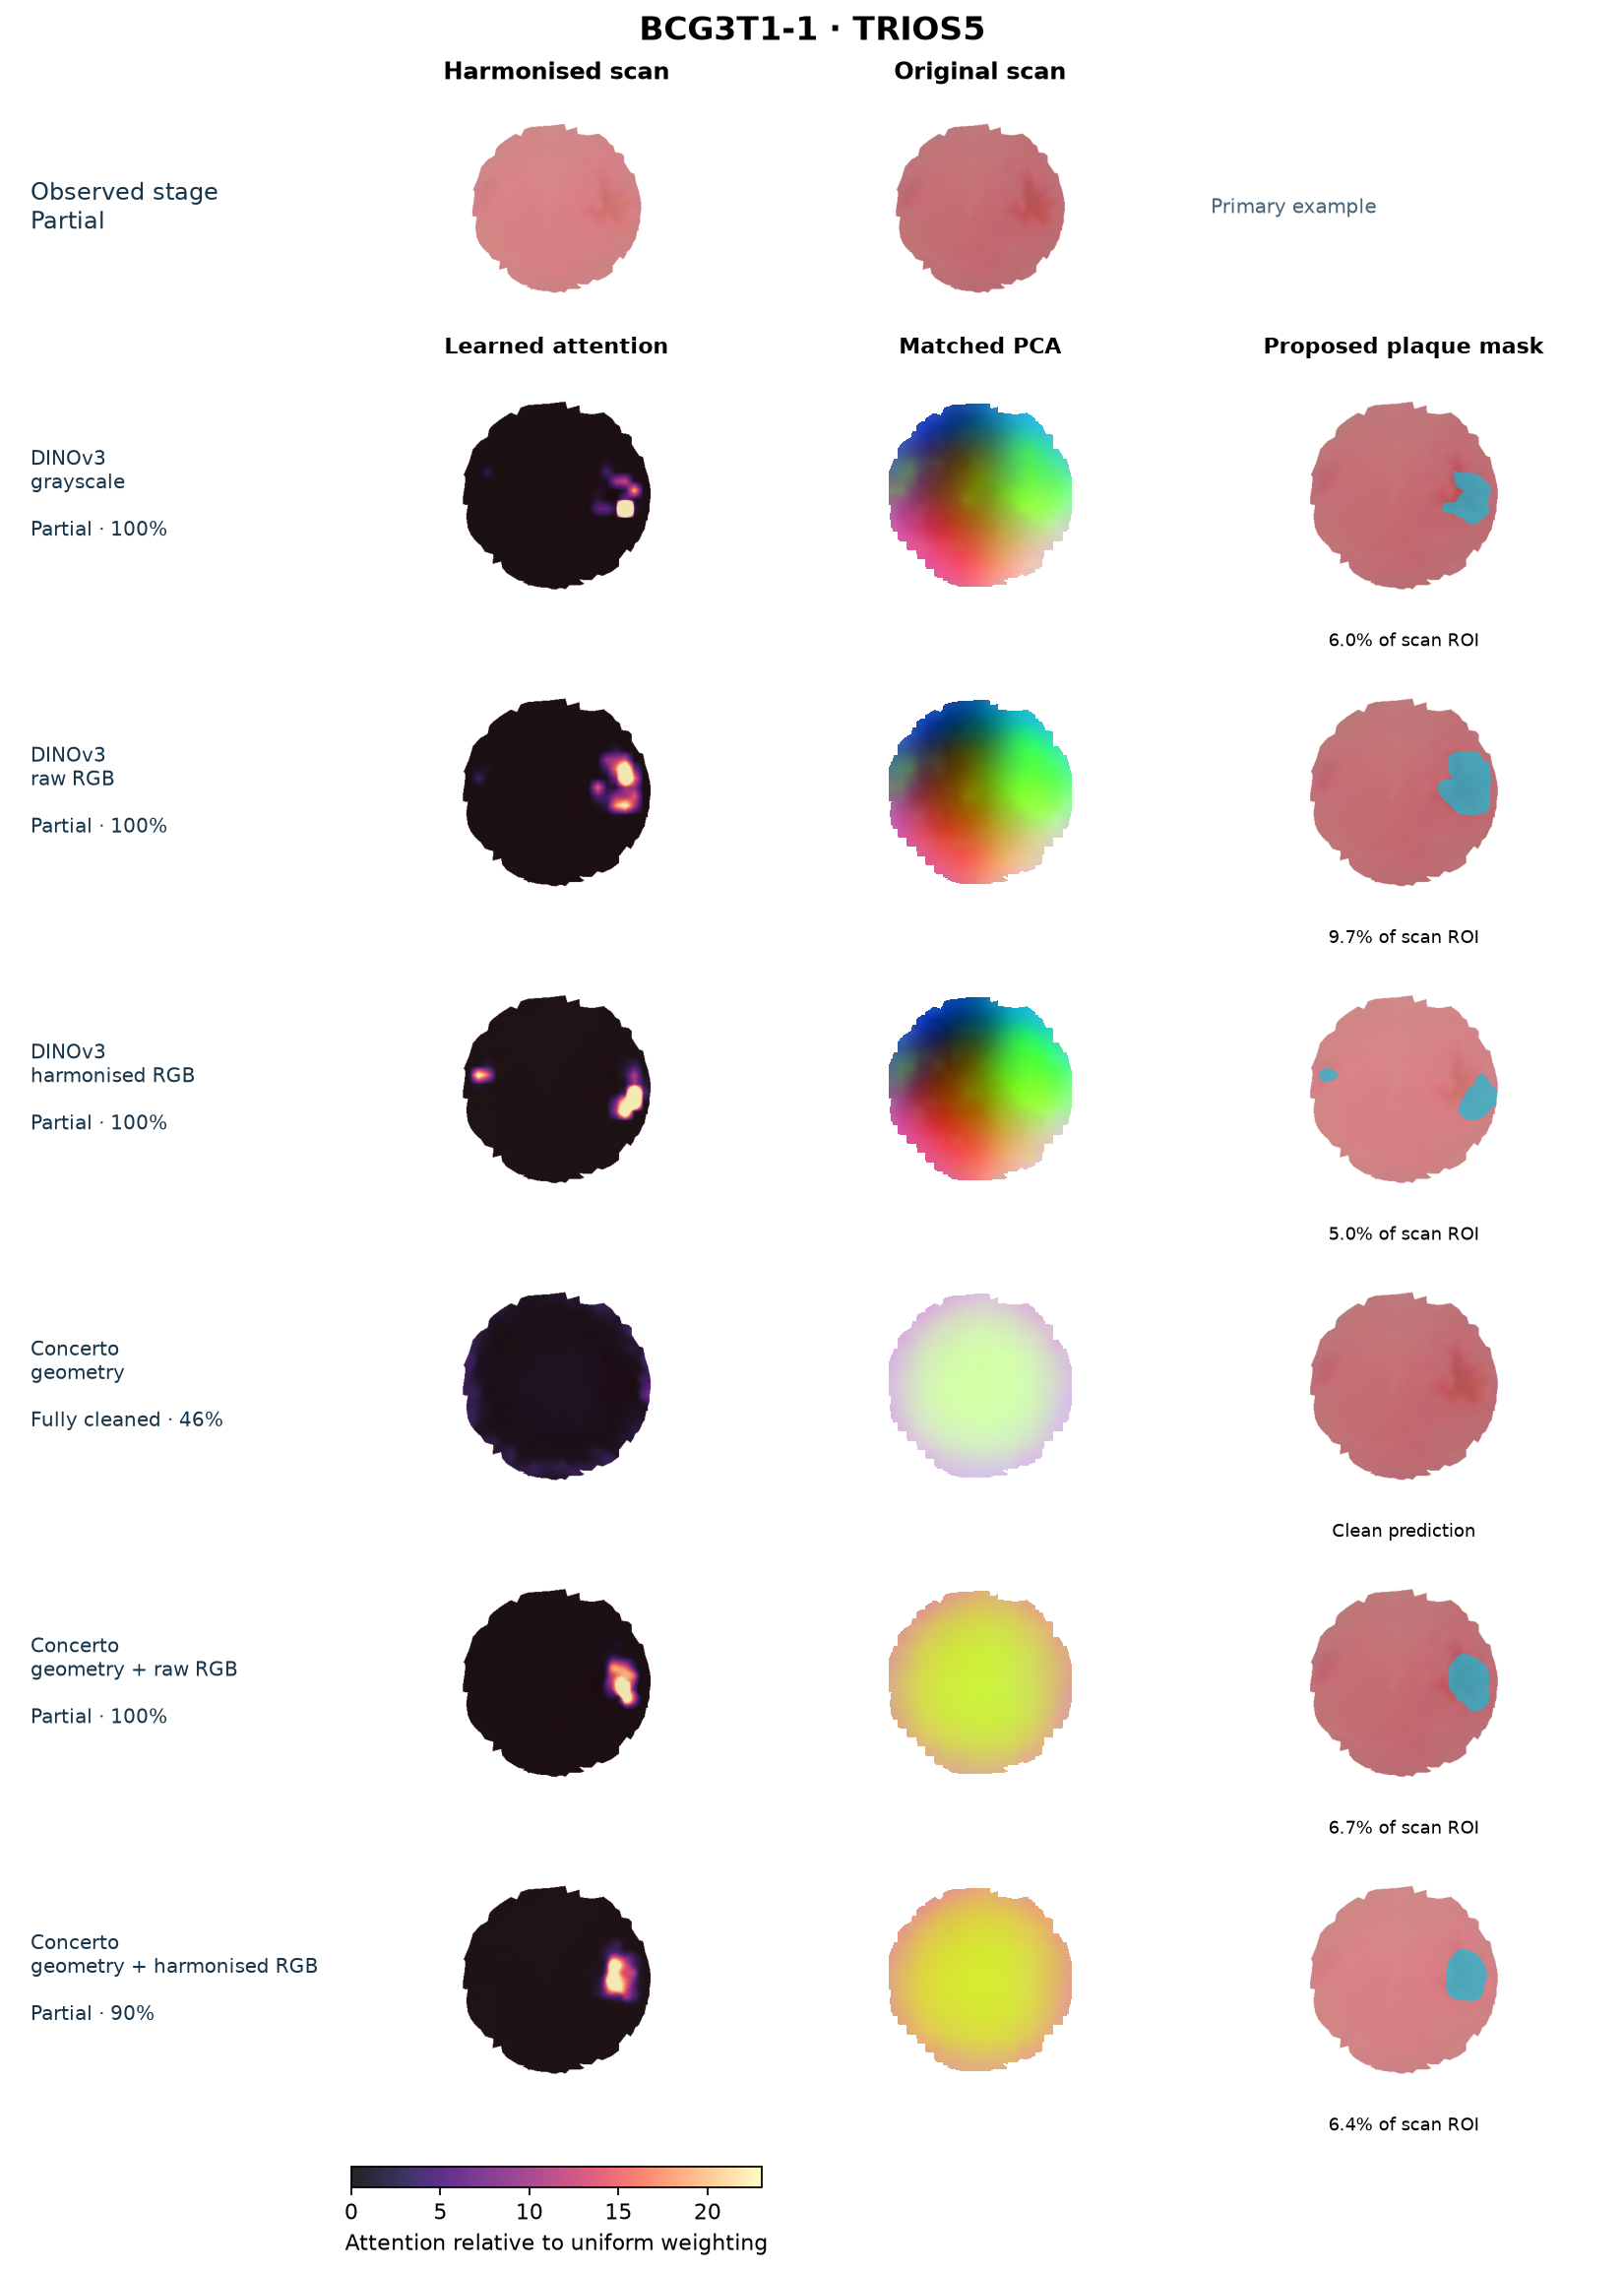 BCG3T1-1 · TRIOS5
Harmonised scan
Original scan
Observed stage
Partial
Primary example
Learned attention
Matched PCA
Proposed plaque mask
DINOv3
grayscale
Partial · 100%
6.0% of scan ROI
DINOv3
raw RGB
Partial · 100%
9.7% of scan ROI
DINOv3
harmonised RGB
Partial · 100%
5.0% of scan ROI
Concerto
geometry
Fully cleaned · 46%
Clean prediction
Concerto
geometry + raw RGB
Partial · 100%
6.7% of scan ROI
Concerto
geometry + harmonised RGB
Partial · 90%
6.4% of scan ROI
0 5 10 15 20
Attention relative to uniform weighting